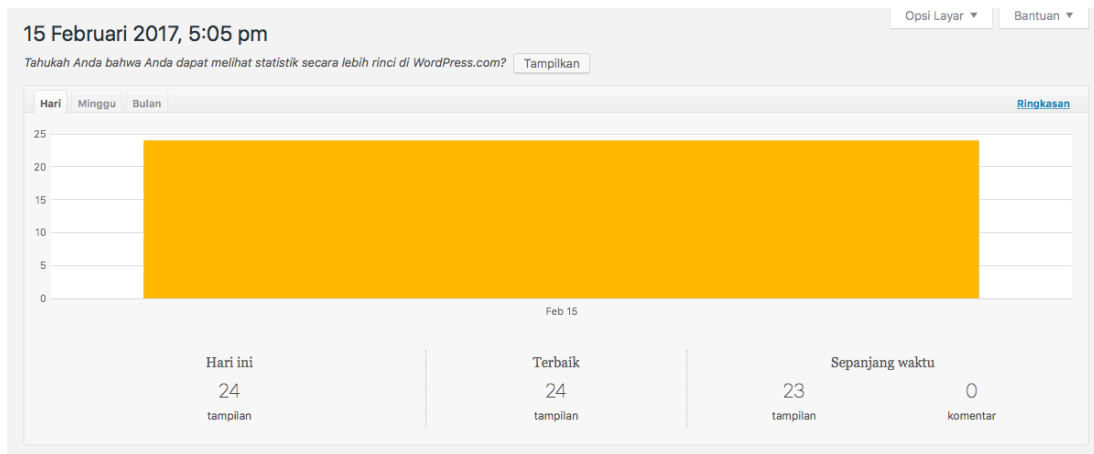 Opsi Layar ▼ Bantuan ▼
15 Februari 2017, 5:05 pm
Tahukah Anda bahwa Anda dapat melihat statistik secara lebih rinci di WordPress.com? Tampilkan
Hari Minggu Bulan Ringkasan
25
20
15
10
5
0
Feb 15
Hari ini Terbaik Sepanjang waktu
24 24 23 0
tampilan tampilan tampilan komentar